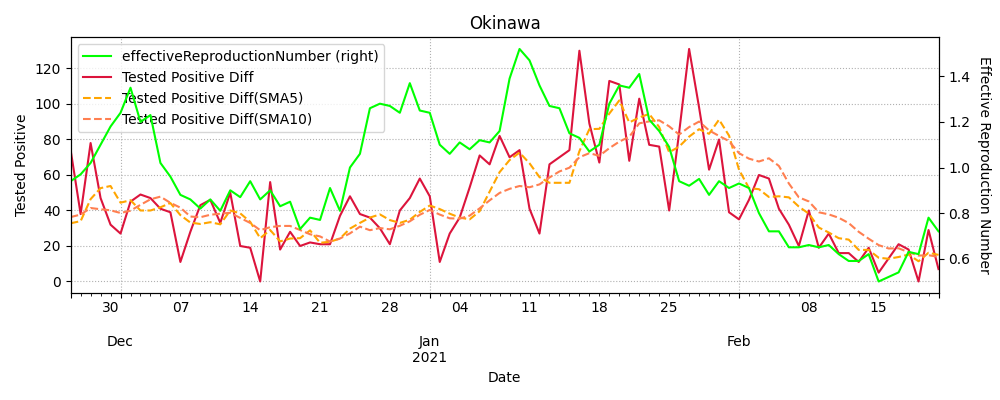 Okinawa
effectiveReproductionNumber (right)
Tested Positive Diff
Tested Positive Diff(SMA5)
Tested Positive Diff(SMA10)
Tested Positive
0
20
40
60
80
100
120
Effective Reproduction Number
0.6
0.8
1.0
1.2
1.4
30 07 14 21 28 04 11 18 25 08 15
Dec Jan Feb
2021
Date